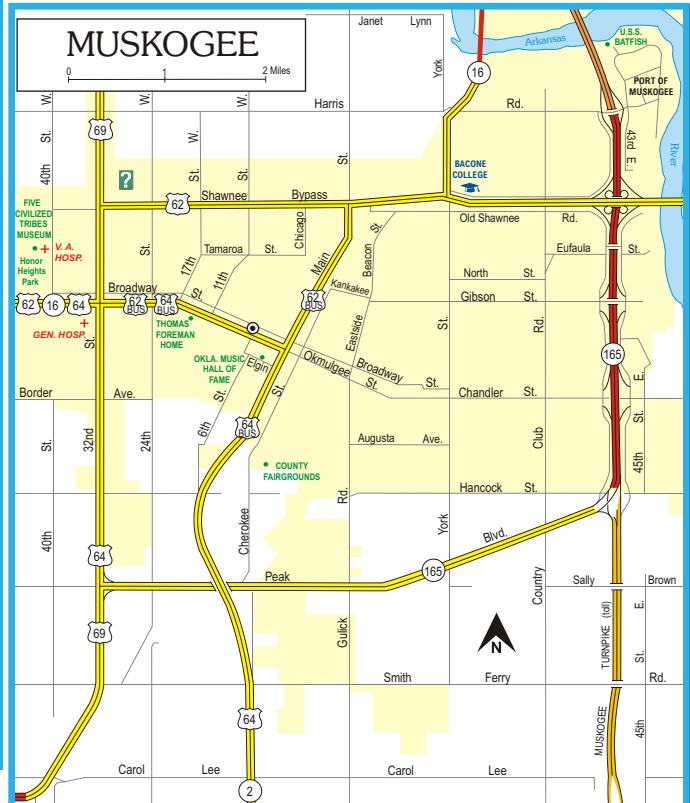 MUSKOGEE
0 1 2 Miles
Janet Lynn
Arkansas
U.S.S.
BATFISH
PORT OF
MUSKOGEE
River
York
16
Harris Rd.
W.
W.
W.
W.
St.
St.
St.
St.
40th
69
43rd E.
BACONE
COLLEGE
?
62
Shawnee Bypass
Old Shawnee Rd.
FIVE
CIVILIZED
TRIBES
MUSEUM
V. A.
HOSP.
Honor
Heights
Park
St.
Chicago
Tamaroa St.
17th
11th
Main
Beacon St.
Eufaula St.
North St.
Gibson St.
Kankakee
62
BUS
Broadway
62 16 64
62
BUS
64
BUS
St.
GEN. HOSP.
St.
THOMAS
FOREMAN
HOME
OKLA. MUSIC
HALL OF
FAME
Elgin
Eastside
St.
Rd.
Okmulgee St.
Broadway St.
165
Border Ave.
Chandler St.
6th St.
St.
64
BUS
E.
St.
45th
St.
32nd
24th
Augusta Ave.
Club
COUNTY
FAIRGROUNDS
Hancock St.
40th
Cherokee
Rd.
York
Blvd.
165
64
Peak
Country
Sally Brown
N
69
Gulick
TURNPIKE (toll)
E.
St.
Smith Ferry Rd.
64
MUSKOGEE
45th
Carol Lee
Carol Lee
2